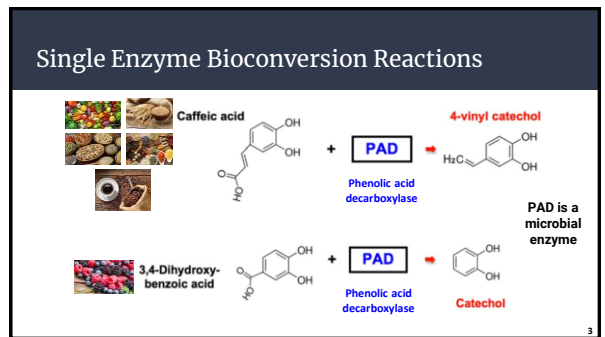 Single Enzyme Bioconversion Reactions
Caffeic acid
OH
OH
O
HO
+
PAD
Phenolic acid
decarboxylase
4-vinyl catechol
H₂C
OH
OH
PAD is a
microbial
enzyme
3,4-Dihydroxy-
benzoic acid
O
HO
OH
OH
+
PAD
Phenolic acid
decarboxylase
OH
OH
Catechol
3